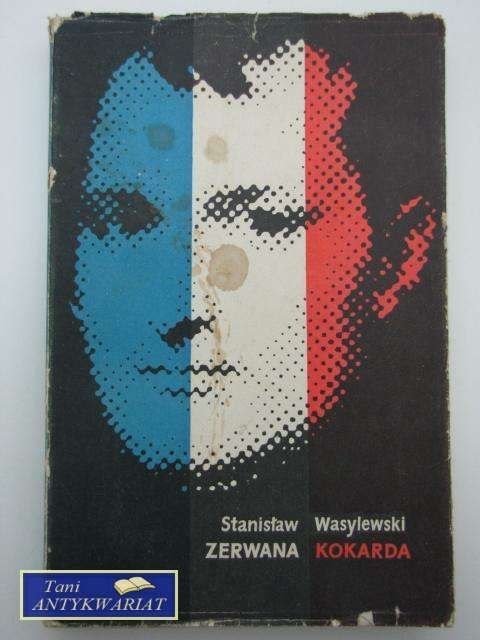 Stanisław Wasylewski
ZERWANA KOKARDA
Tani
ANTYKWARIAT